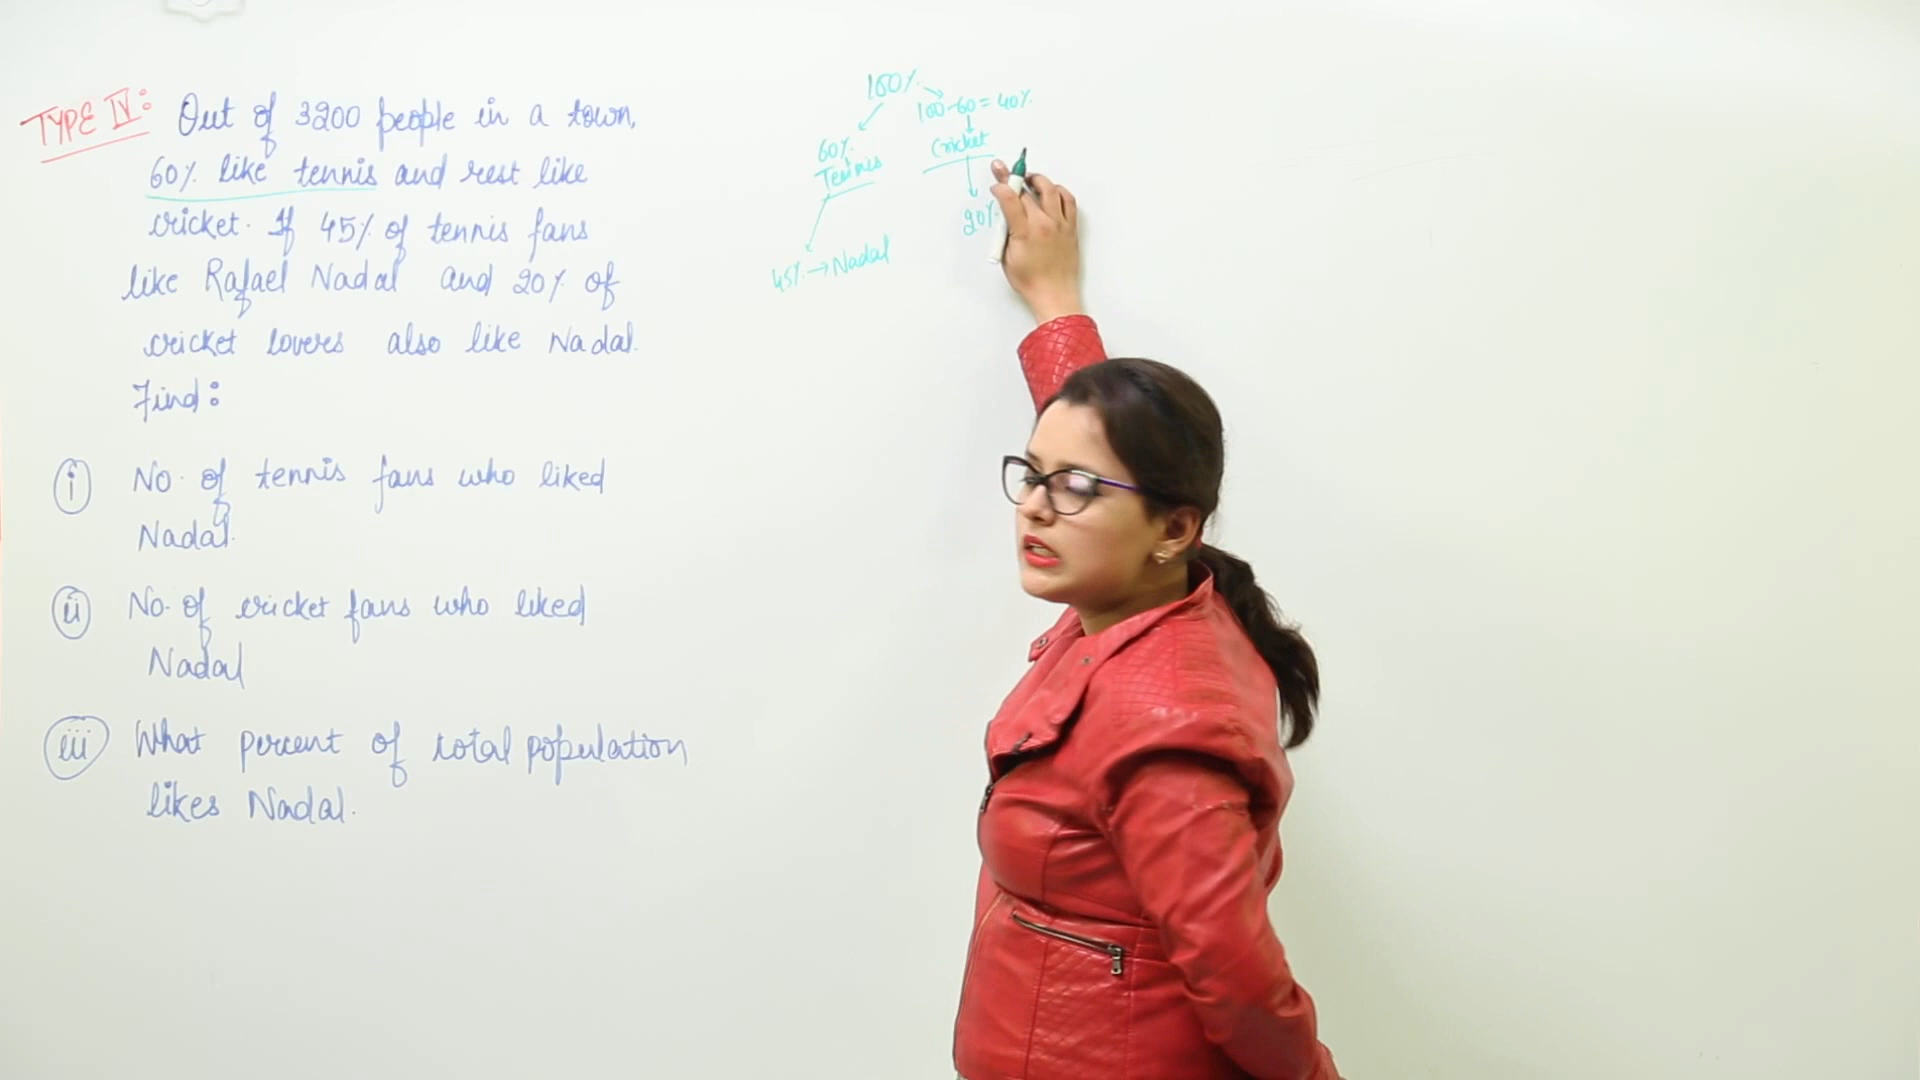 TYPE IV: Out of 3200 people in a town,
60% like tennis and rest like
cricket. If 45% of tennis fans
like Rafael Nadal and 20% of
cricket lovers also like Nadal.
Find:
(i) No. of tennis fans who liked
Nadal.
(ii) No. of cricket fans who liked
Nadal
(iii) What percent of total population
likes Nadal.
100%
100-60=40%
60%
Cricket
Tennis
20%
45% → Nadal